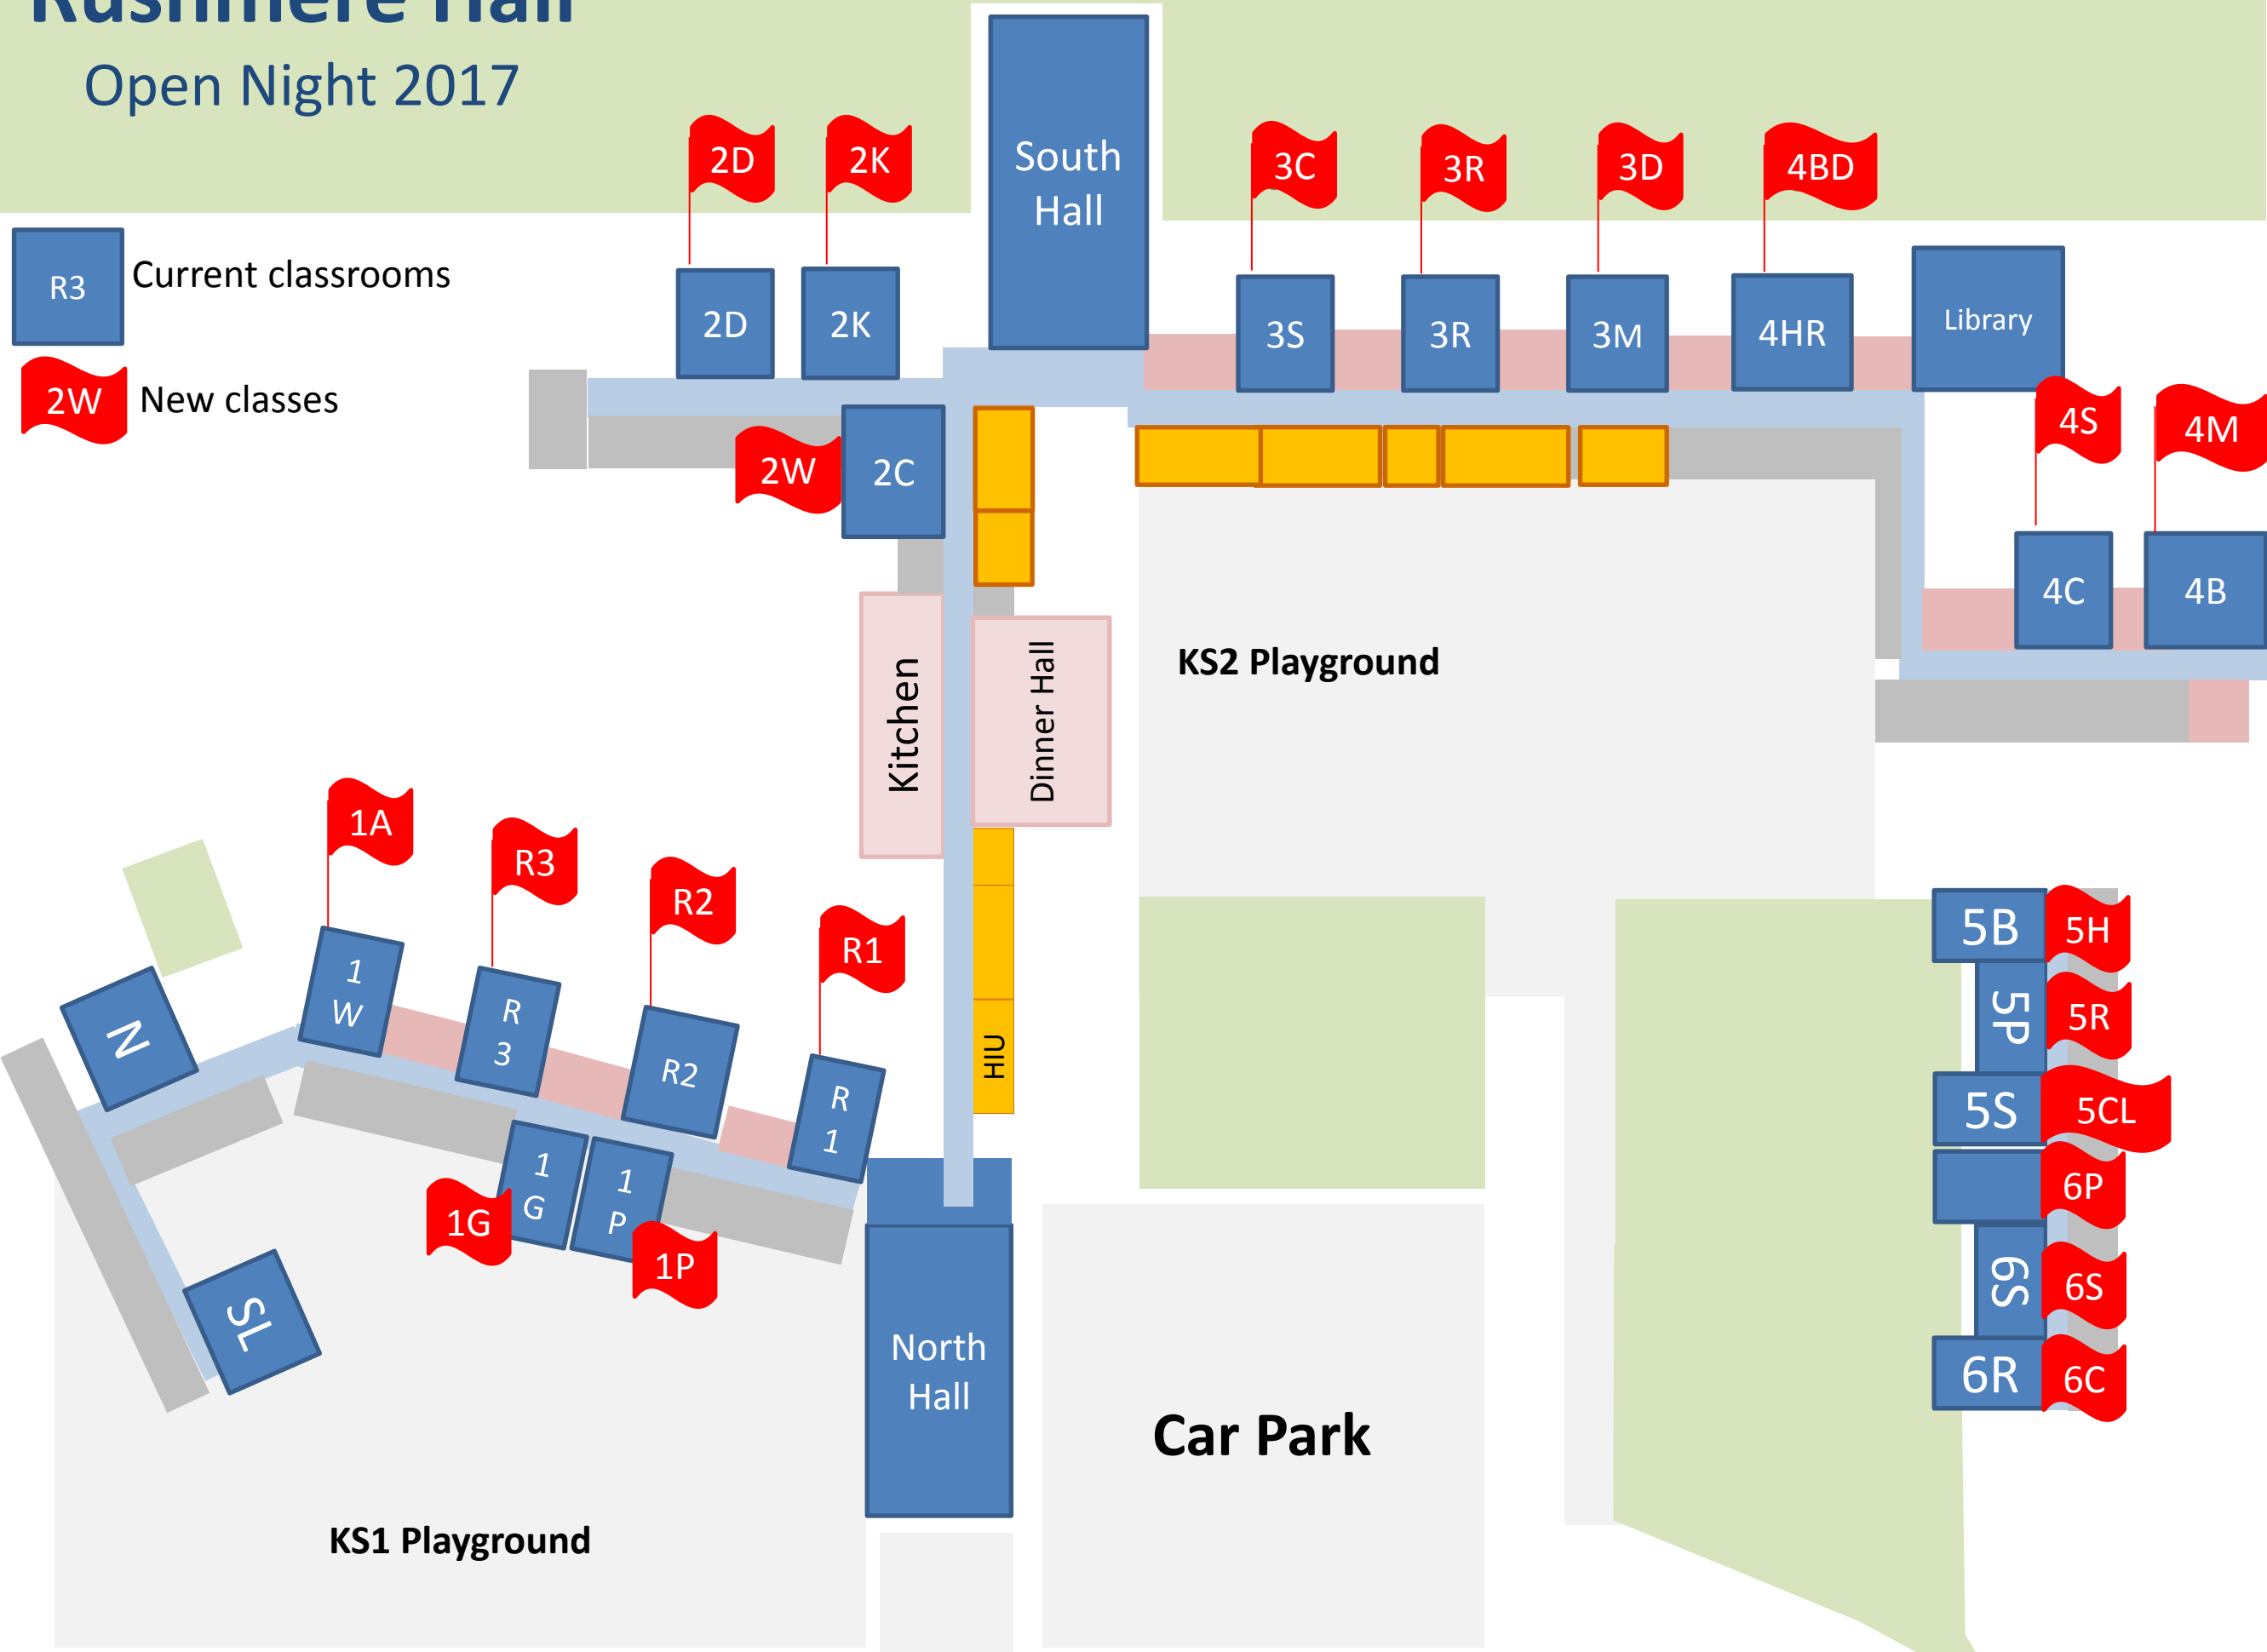 Rushmere Hall
Open Night 2017
R3
Current classrooms
2W
New classes
2D
2K
2D
2K
2W
2C
South
Hall
3C
3R
3D
4BD
3S
3R
3M
4HR
Library
4S
4M
4C
4B
Kitchen
Dinner Hall
KS2 Playground
1A
R3
R2
R1
N
1
W
R
3
R2
R
1
1
G
1
P
1G
1P
SL
HIU
North
Hall
KS1 Playground
Car Park
5B
5H
5P
5R
5S
5CL
6P
6S
6S
6R
6C